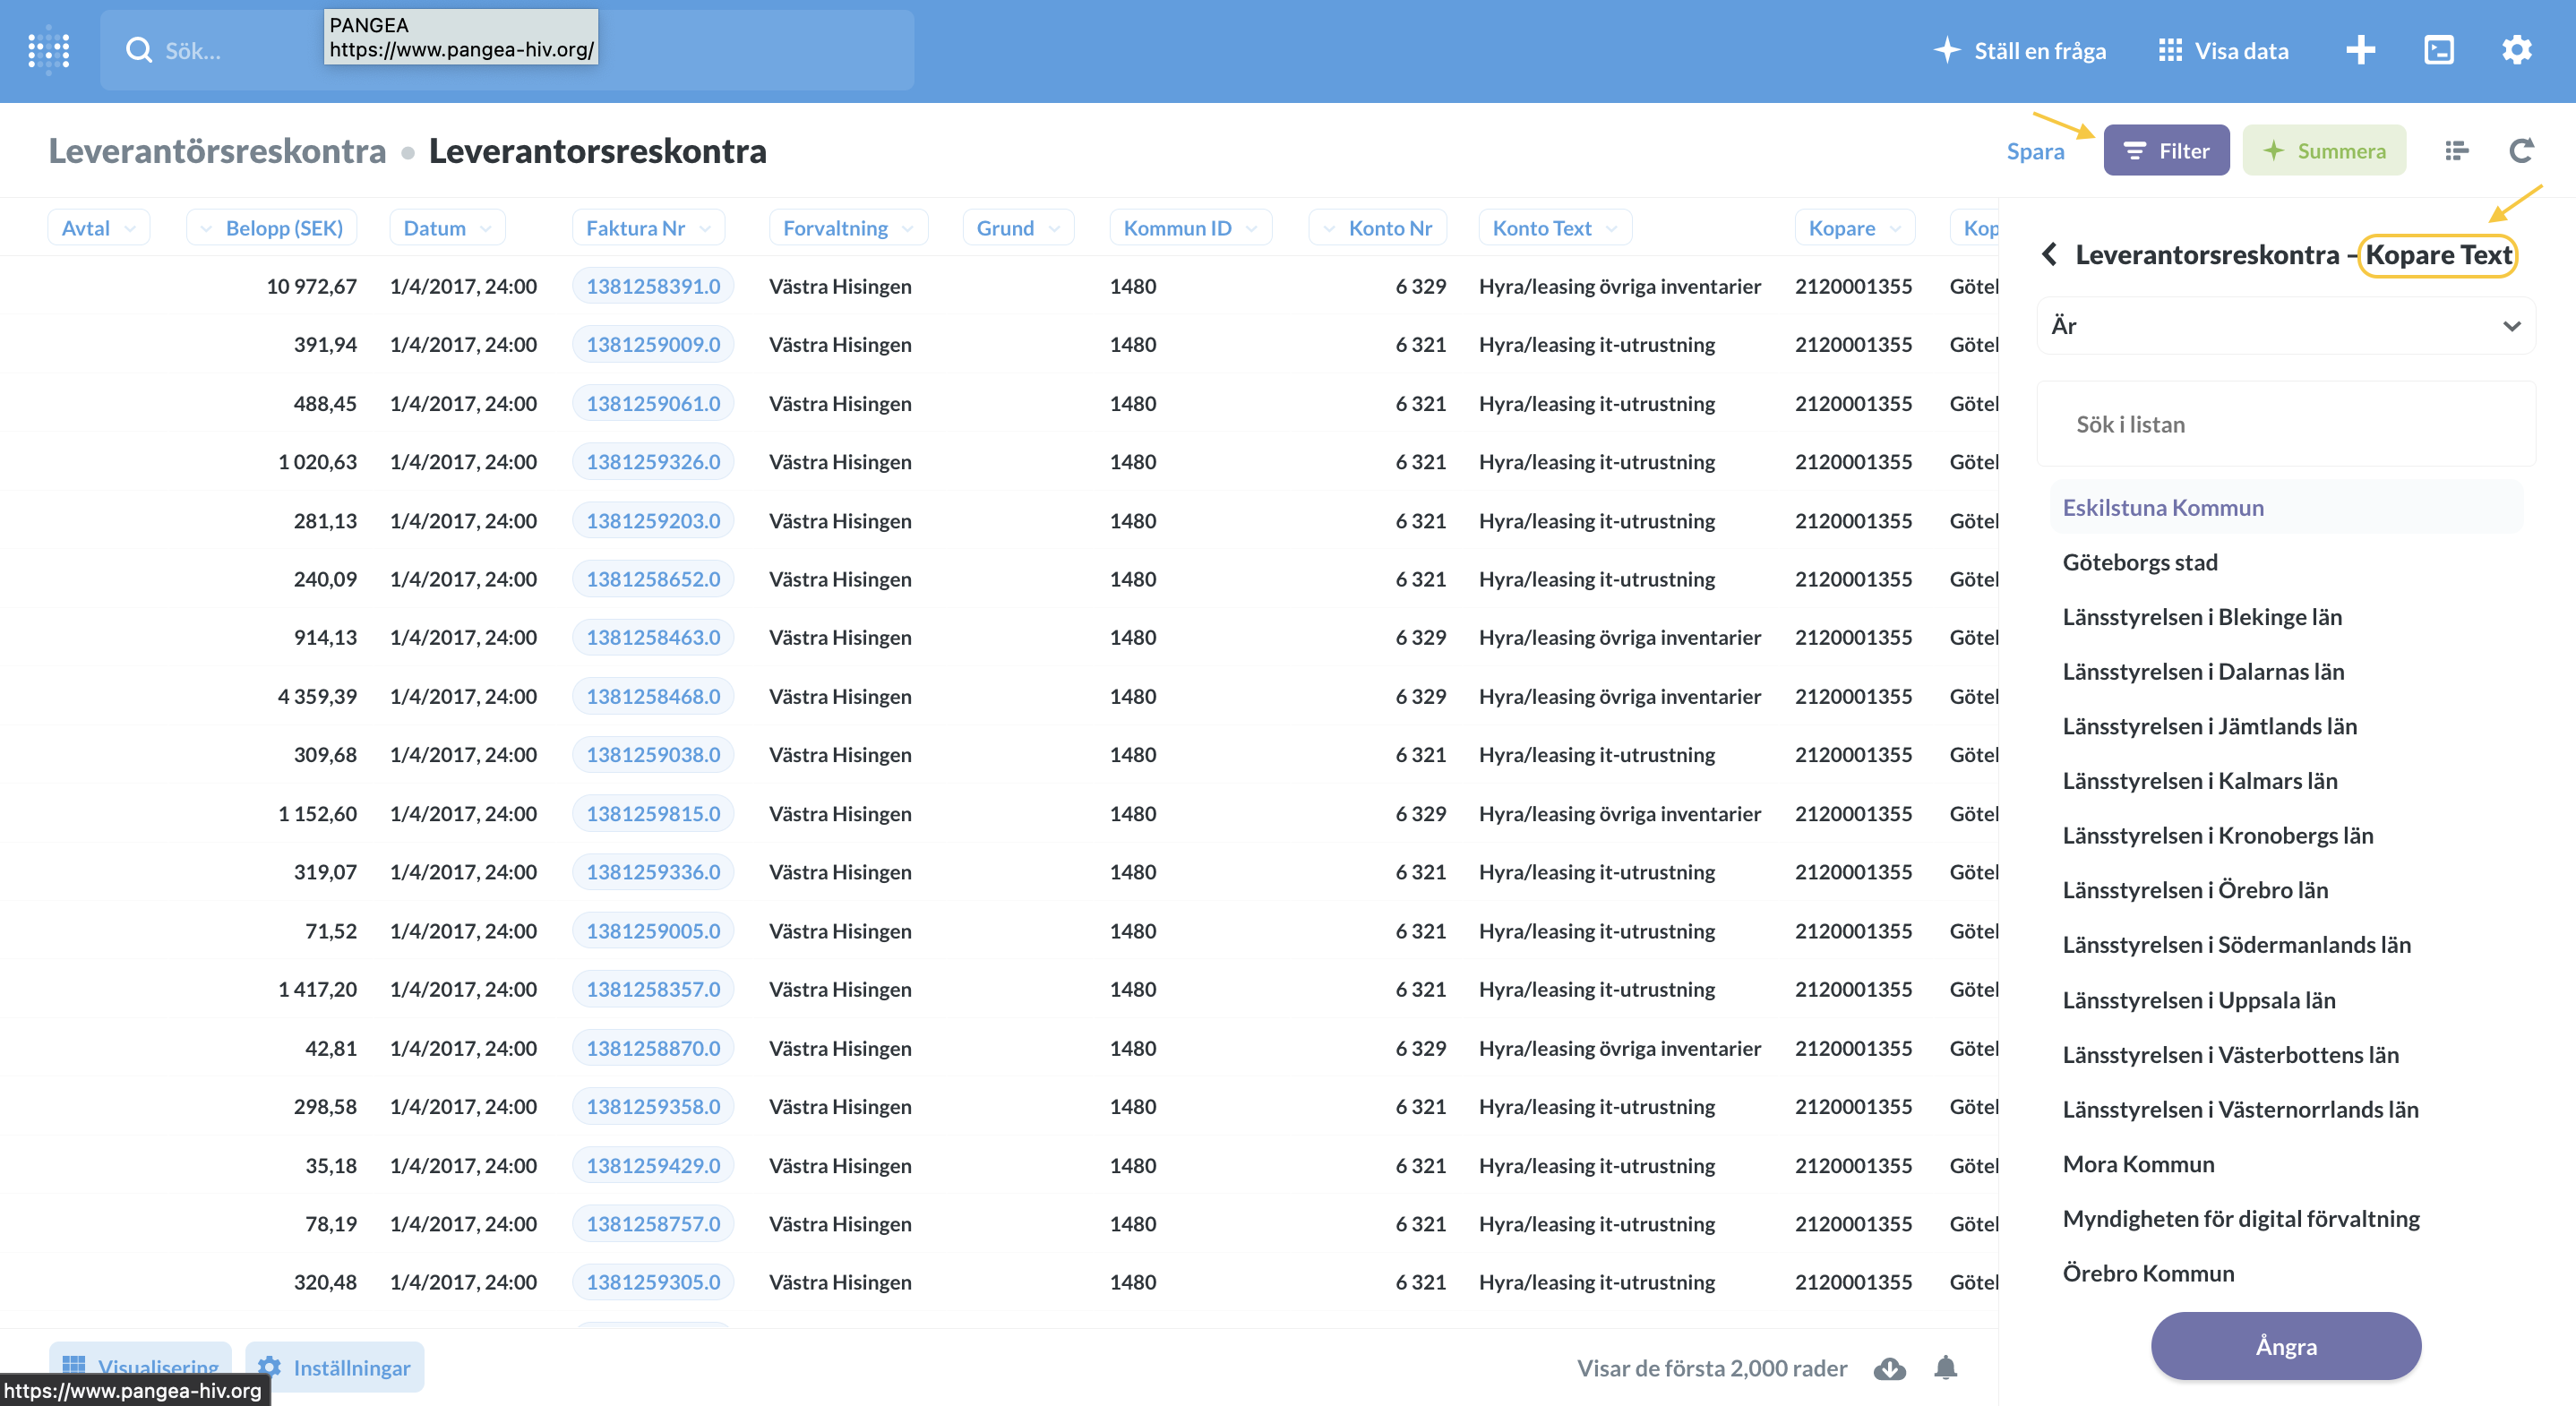 Sök...
PANGEA
https://www.pangea-hiv.org/
Ställ en fråga
Visa data
Leverantörsreskontra • Leverantorsreskontra
Spara
Filter
Summera
Avtal Belopp (SEK) Datum Faktura Nr Forvaltning Grund Kommun ID Konto Nr Konto Text Kopare Kop
10 972,67 1/4/2017, 24:00 1381258391.0 Västra Hisingen 1480 6 329 Hyra/leasing övriga inventarier 2120001355 Göte
391,94 1/4/2017, 24:00 1381259009.0 Västra Hisingen 1480 6 321 Hyra/leasing it-utrustning 2120001355 Göte
488,45 1/4/2017, 24:00 1381259061.0 Västra Hisingen 1480 6 321 Hyra/leasing it-utrustning 2120001355 Göte
1 020,63 1/4/2017, 24:00 1381259326.0 Västra Hisingen 1480 6 321 Hyra/leasing it-utrustning 2120001355 Göte
281,13 1/4/2017, 24:00 1381259203.0 Västra Hisingen 1480 6 321 Hyra/leasing it-utrustning 2120001355 Göte
240,09 1/4/2017, 24:00 1381258652.0 Västra Hisingen 1480 6 321 Hyra/leasing it-utrustning 2120001355 Göte
914,13 1/4/2017, 24:00 1381258463.0 Västra Hisingen 1480 6 329 Hyra/leasing övriga inventarier 2120001355 Göte
4 359,39 1/4/2017, 24:00 1381258468.0 Västra Hisingen 1480 6 329 Hyra/leasing övriga inventarier 2120001355 Göte
309,68 1/4/2017, 24:00 1381259038.0 Västra Hisingen 1480 6 321 Hyra/leasing it-utrustning 2120001355 Göte
1 152,60 1/4/2017, 24:00 1381259815.0 Västra Hisingen 1480 6 329 Hyra/leasing övriga inventarier 2120001355 Göte
319,07 1/4/2017, 24:00 1381259336.0 Västra Hisingen 1480 6 321 Hyra/leasing it-utrustning 2120001355 Göte
71,52 1/4/2017, 24:00 1381259005.0 Västra Hisingen 1480 6 321 Hyra/leasing it-utrustning 2120001355 Göte
1 417,20 1/4/2017, 24:00 1381258357.0 Västra Hisingen 1480 6 321 Hyra/leasing it-utrustning 2120001355 Göte
42,81 1/4/2017, 24:00 1381258870.0 Västra Hisingen 1480 6 329 Hyra/leasing övriga inventarier 2120001355 Göte
298,58 1/4/2017, 24:00 1381259358.0 Västra Hisingen 1480 6 321 Hyra/leasing it-utrustning 2120001355 Göte
35,18 1/4/2017, 24:00 1381259429.0 Västra Hisingen 1480 6 321 Hyra/leasing it-utrustning 2120001355 Göte
78,19 1/4/2017, 24:00 1381258757.0 Västra Hisingen 1480 6 321 Hyra/leasing it-utrustning 2120001355 Göte
320,48 1/4/2017, 24:00 1381259305.0 Västra Hisingen 1480 6 321 Hyra/leasing it-utrustning 2120001355 Göte
Leverantorsreskontra – Kopare Text
Är
Sök i listan
Eskilstuna Kommun
Göteborgs stad
Länsstyrelsen i Blekinge län
Länsstyrelsen i Dalarnas län
Länsstyrelsen i Jämtlands län
Länsstyrelsen i Kalmars län
Länsstyrelsen i Kronobergs län
Länsstyrelsen i Örebro län
Länsstyrelsen i Södermanlands län
Länsstyrelsen i Uppsala län
Länsstyrelsen i Västerbottens län
Länsstyrelsen i Västernorrlands län
Mora Kommun
Myndigheten för digital förvaltning
Örebro Kommun
Ångra
Visualisering
Inställningar
Visar de första 2,000 rader
https://www.pangea-hiv.org